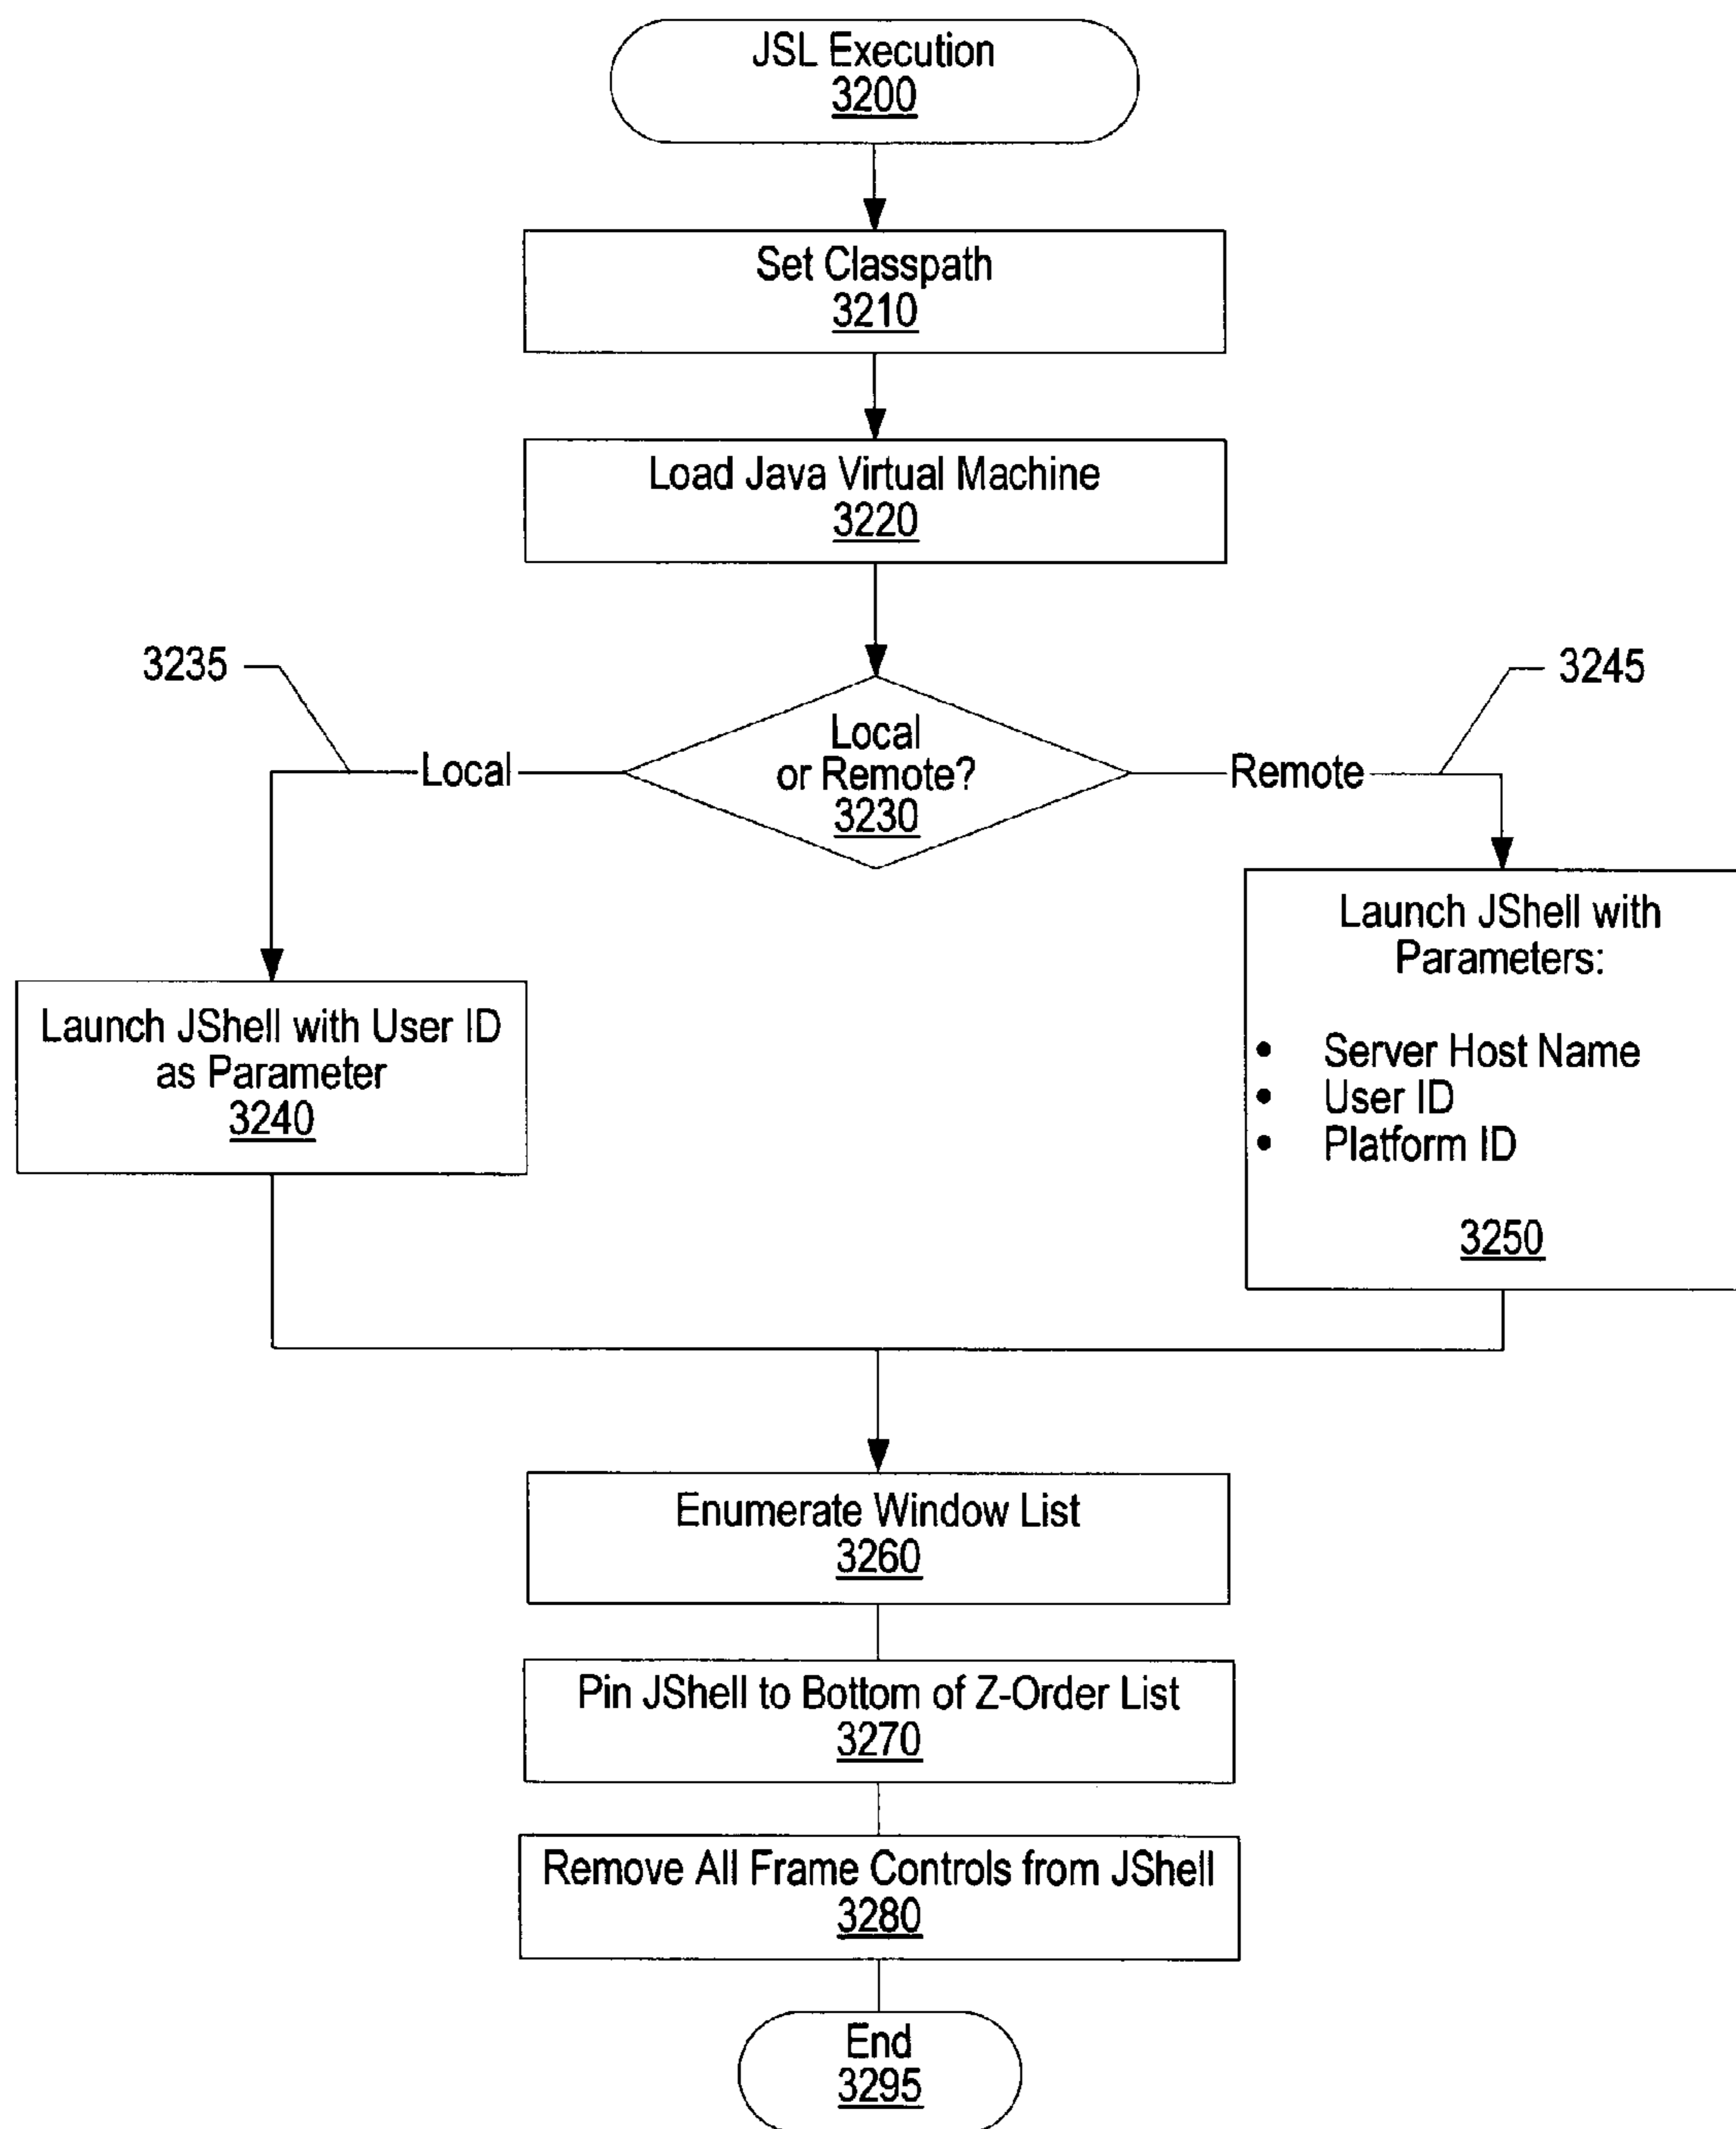 JSL Execution
3200
Set Classpath
3210
Load Java Virtual Machine
3220
3235
3245
Local
or Remote?
3230
Local
Remote
Launch JShell with User ID
as Parameter
3240
Launch JShell with
Parameters:
• Server Host Name
• User ID
• Platform ID
3250
Enumerate Window List
3260
Pin JShell to Bottom of Z-Order List
3270
Remove All Frame Controls from JShell
3280
End
3295